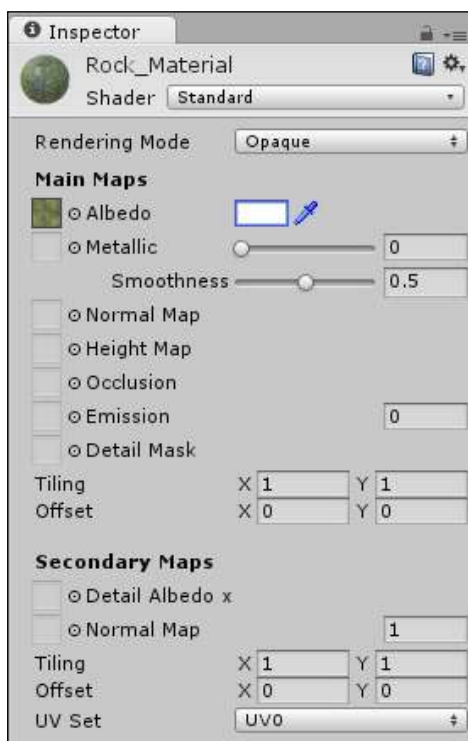 Inspector
Rock_Material
Shader Standard
Rendering Mode Opaque
Main Maps
Albedo
Metallic 0
Smoothness 0.5
Normal Map
Height Map
Occlusion
Emission 0
Detail Mask
Tiling X 1 Y 1
Offset X 0 Y 0
Secondary Maps
Detail Albedo x
Normal Map 1
Tiling X 1 Y 1
Offset X 0 Y 0
UV Set UV0